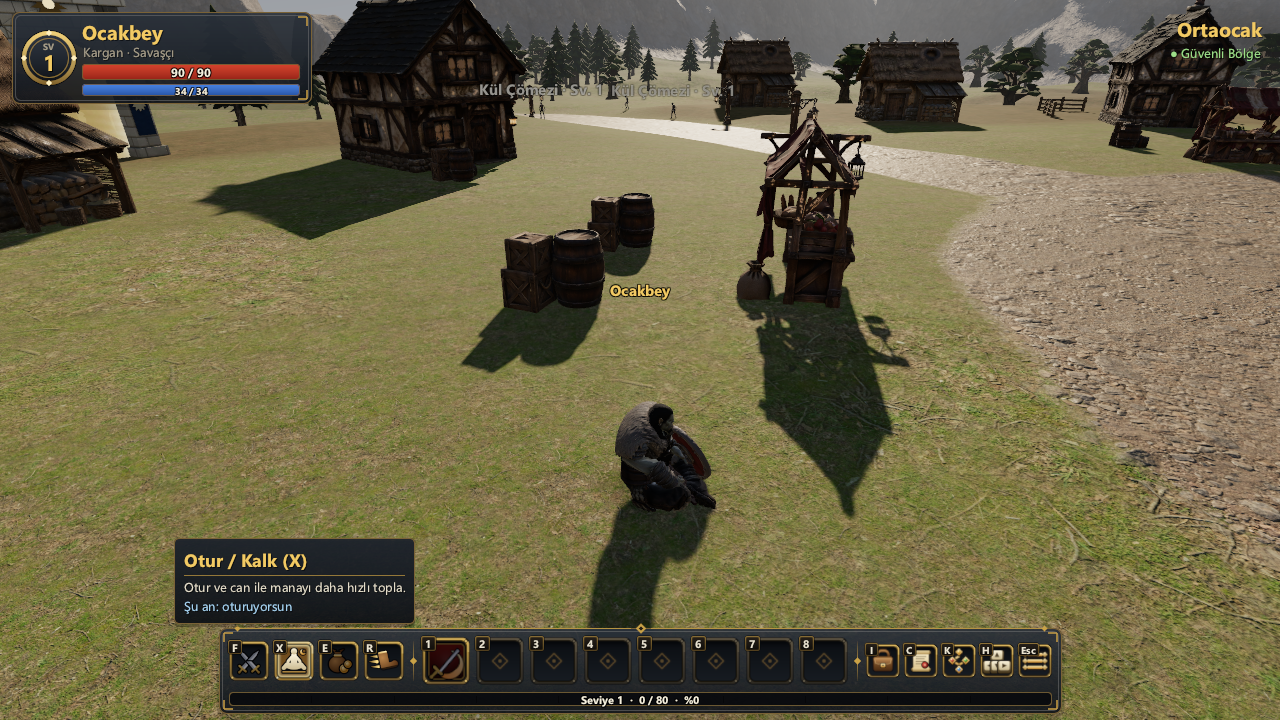 SV
1
Ocakbey
Kargan · Savaşçı
90 / 90
34 / 34
Ortaocak
● Güvenli Bölge
Kül Çömezi · Sv. 1
Kül Çömezi · Sv. 1
Ocakbey
Otur / Kalk (X)
Otur ve can ile manayı daha hızlı topla.
Şu an: oturuyorsun
F X E R 1 2 3 4 5 6 7 8 I C K H Esc
Seviye 1 · 0 / 80 · %0